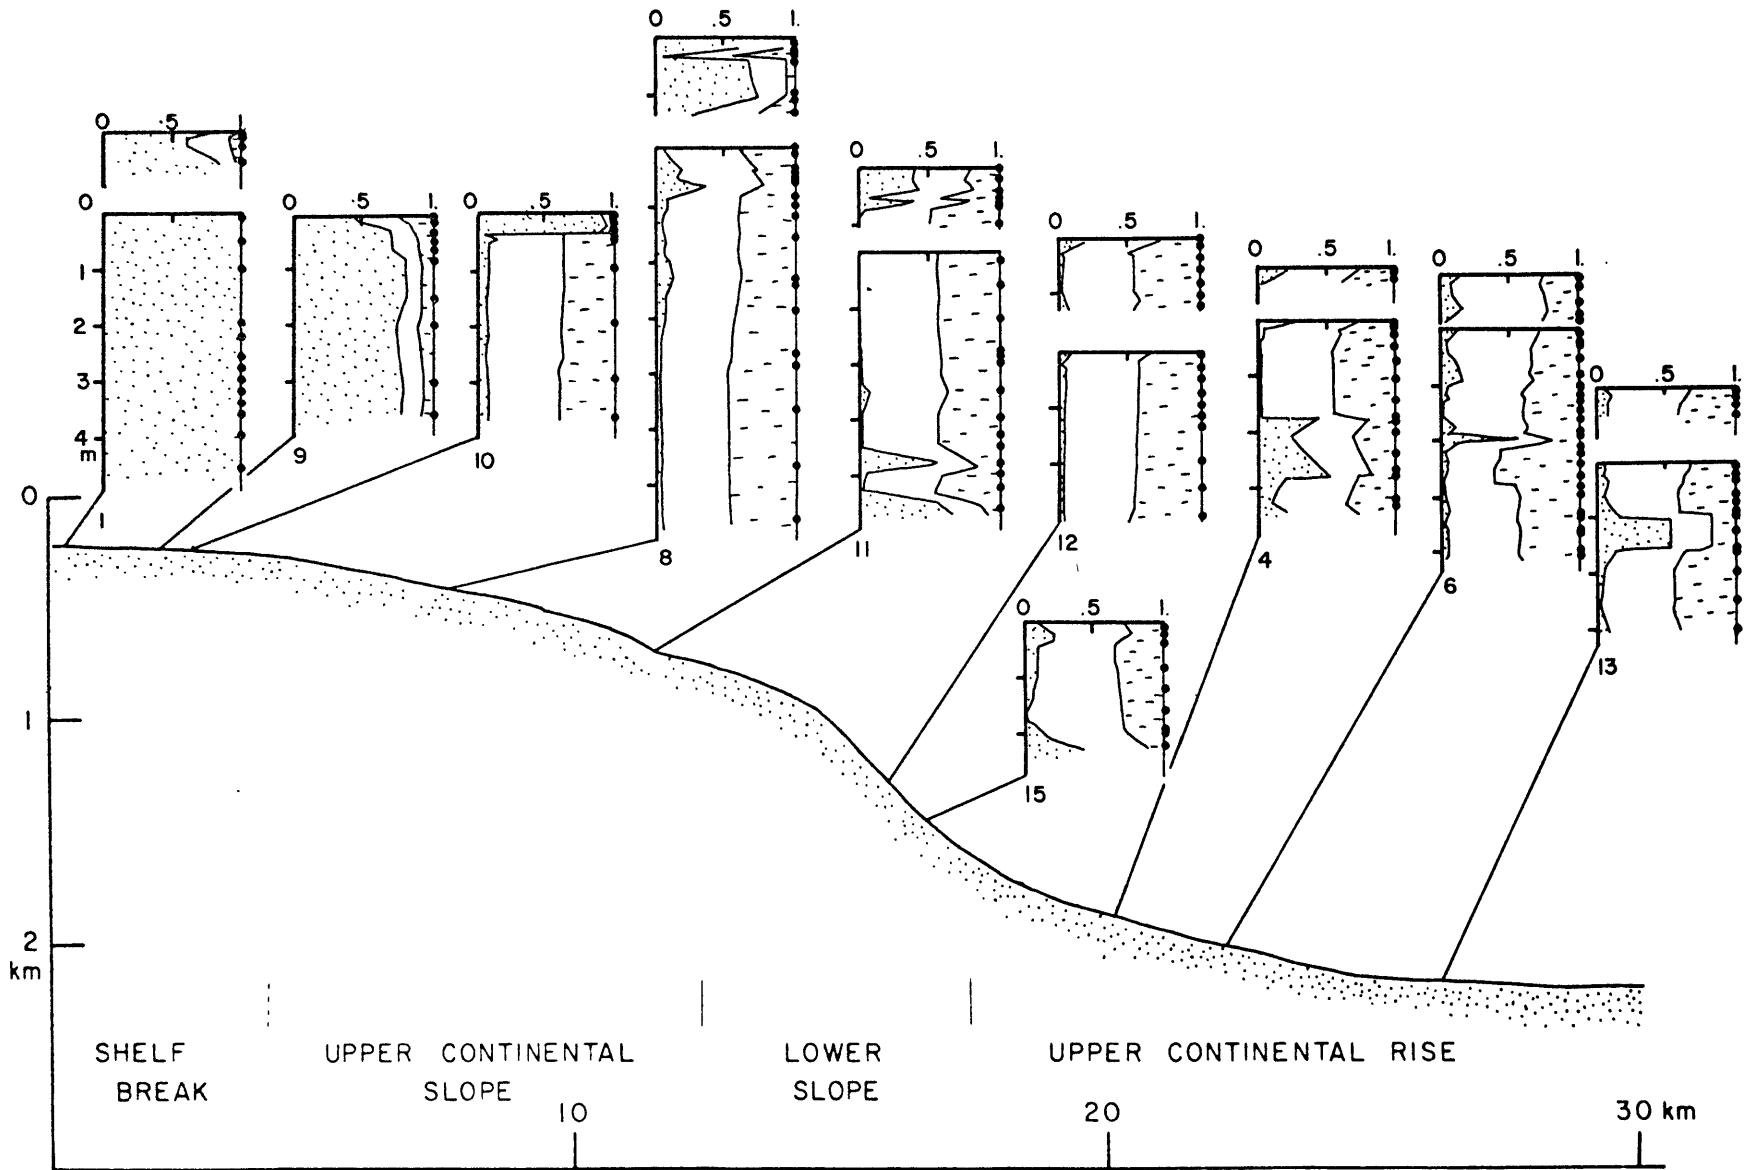 0 .5 1.
0 .5 1.
0 .5 1.
0 .5 1.
0 .5 1.
0 .5 1.
0 .5 1.
0 .5 1.
0 .5 1.
0 .5 1.
0
1
2
3
4
m
1
9
10
8
11
12
4
6
13
0 .5 1.
15
0
1
2
km
SHELF BREAK
UPPER CONTINENTAL SLOPE
LOWER SLOPE
UPPER CONTINENTAL RISE
10 20 30 km